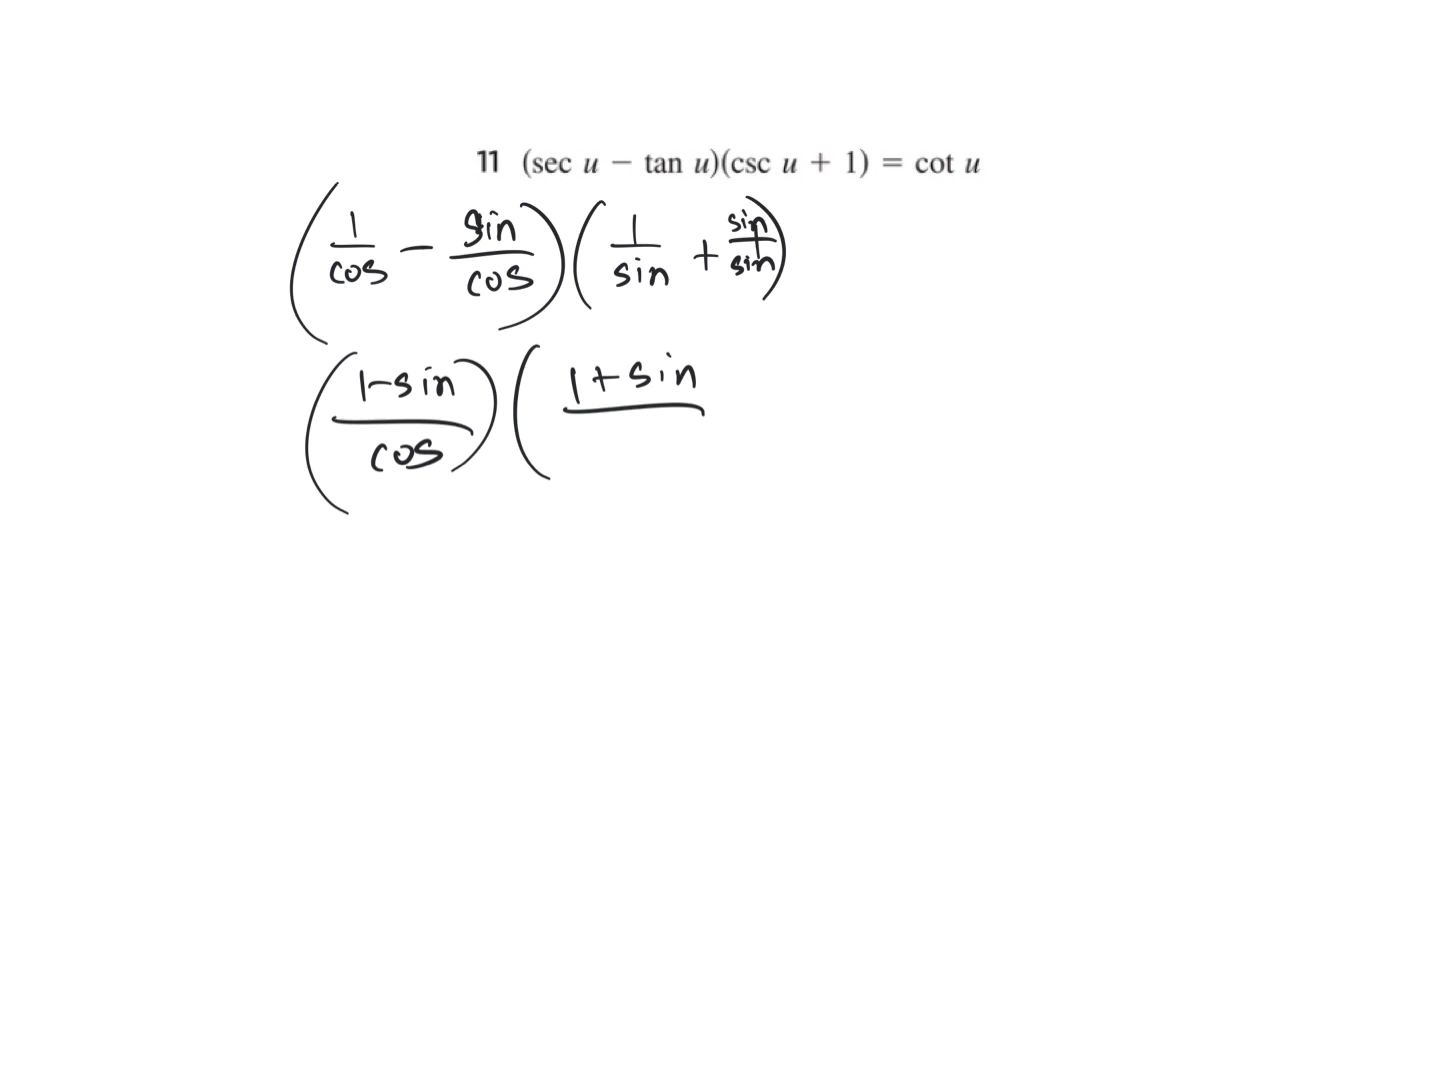 11 (sec u − tan u)(csc u + 1) = cot u
(1/cos − sin/cos)(1/sin + sin/sin)
(1-sin/cos)(1+sin/